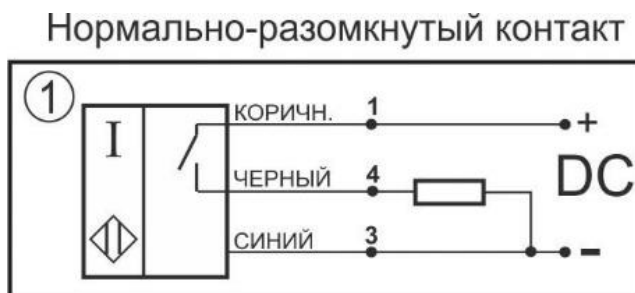 Нормально-разомкнутый контакт
1
I
КОРИЧН. 1 +
ЧЕРНЫЙ 4 DC
СИНИЙ 3 -